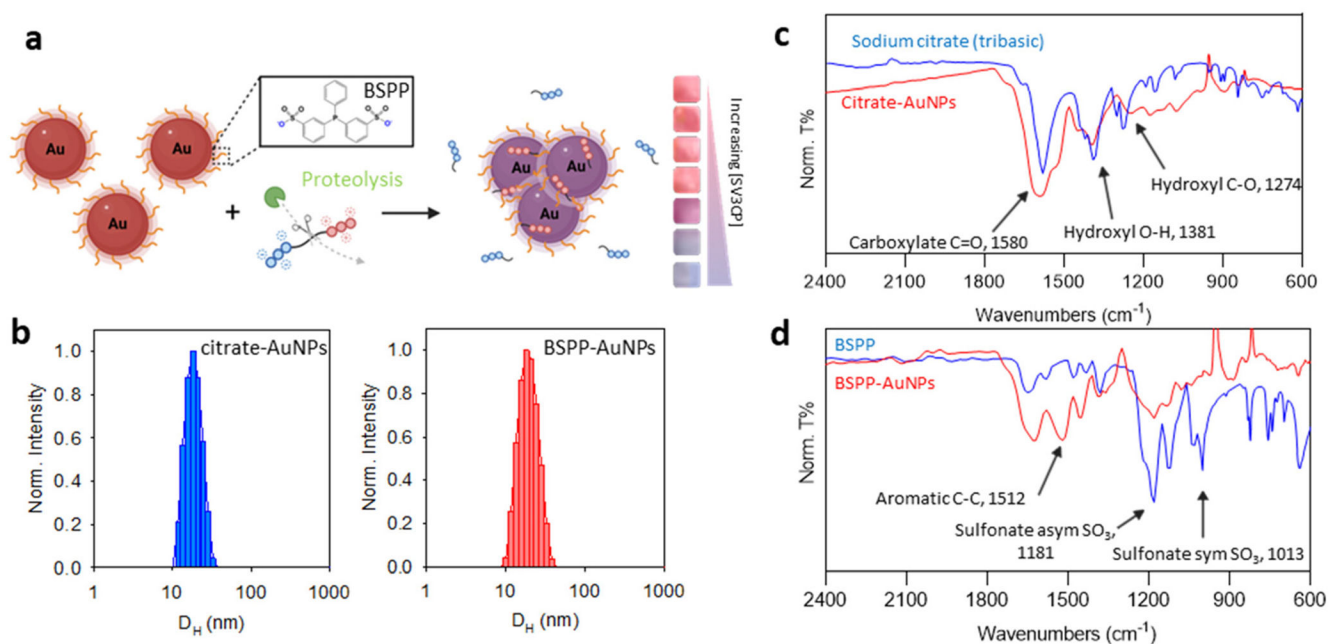 a
BSPP
Au
Au
Au
Proteolysis
+
Au
Au
Au
Increasing [SV3CP]
b
citrate-AuNPs
Norm. Intensity
1.0
0.8
0.6
0.4
0.2
0.0
1 10 100 1000
D_H (nm)
BSPP-AuNPs
Norm. Intensity
1.0
0.8
0.6
0.4
0.2
0.0
1 10 100 1000
D_H (nm)
c
Sodium citrate (tribasic)
Citrate-AuNPs
Norm. T%
Hydroxyl C-O, 1274
Hydroxyl O-H, 1381
Carboxylate C=O, 1580
2400 2100 1800 1500 1200 900 600
Wavenumbers (cm⁻¹)
d
BSPP
BSPP-AuNPs
Norm. T%
Aromatic C-C, 1512
Sulfonate asym SO₃,
1181
Sulfonate sym SO₃, 1013
2400 2100 1800 1500 1200 900 600
Wavenumbers (cm⁻¹)